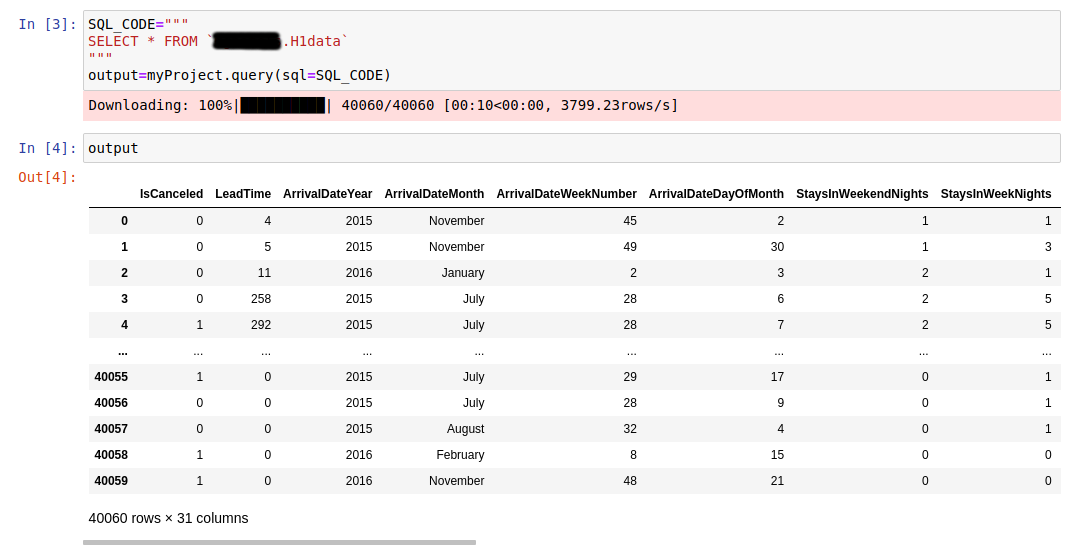 In [3]: SQL_CODE="""
SELECT * FROM `.H1data`
"""
output=myProject.query(sql=SQL_CODE)
Downloading: 100%|██████████| 40060/40060 [00:10<00:00, 3799.23rows/s]
In [4]: output
Out[4]:
IsCanceled LeadTime ArrivalDateYear ArrivalDateMonth ArrivalDateWeekNumber ArrivalDateDayOfMonth StaysInWeekendNights StaysInWeekNights
0 0 4 2015 November 45 2 1 1
1 0 5 2015 November 49 30 1 3
2 0 11 2016 January 2 3 2 1
3 0 258 2015 July 28 6 2 5
4 1 292 2015 July 28 7 2 5
... ... ... ... ... ... ... ... ...
40055 1 0 2015 July 29 17 0 1
40056 0 0 2015 July 28 9 0 1
40057 0 0 2015 August 32 4 0 1
40058 1 0 2016 February 8 15 0 0
40059 1 0 2016 November 48 21 0 0
40060 rows × 31 columns